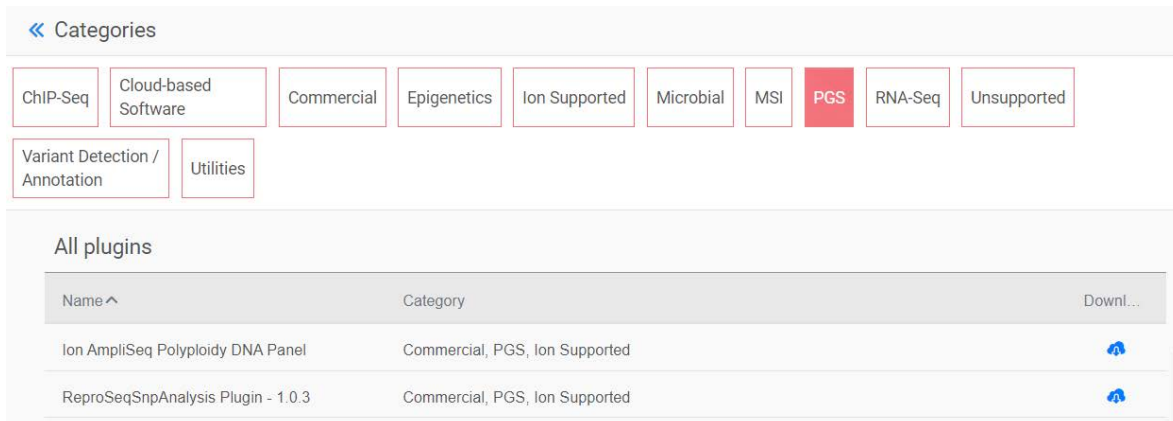 Categories
ChIP-Seq
Cloud-based
Software
Commercial
Epigenetics
Ion Supported
Microbial
MSI
PGS
RNA-Seq
Unsupported
Variant Detection /
Annotation
Utilities
All plugins
Name Category Downl...
Ion AmpliSeq Polyploidy DNA Panel Commercial, PGS, Ion Supported
ReproSeqSnpAnalysis Plugin - 1.0.3 Commercial, PGS, Ion Supported